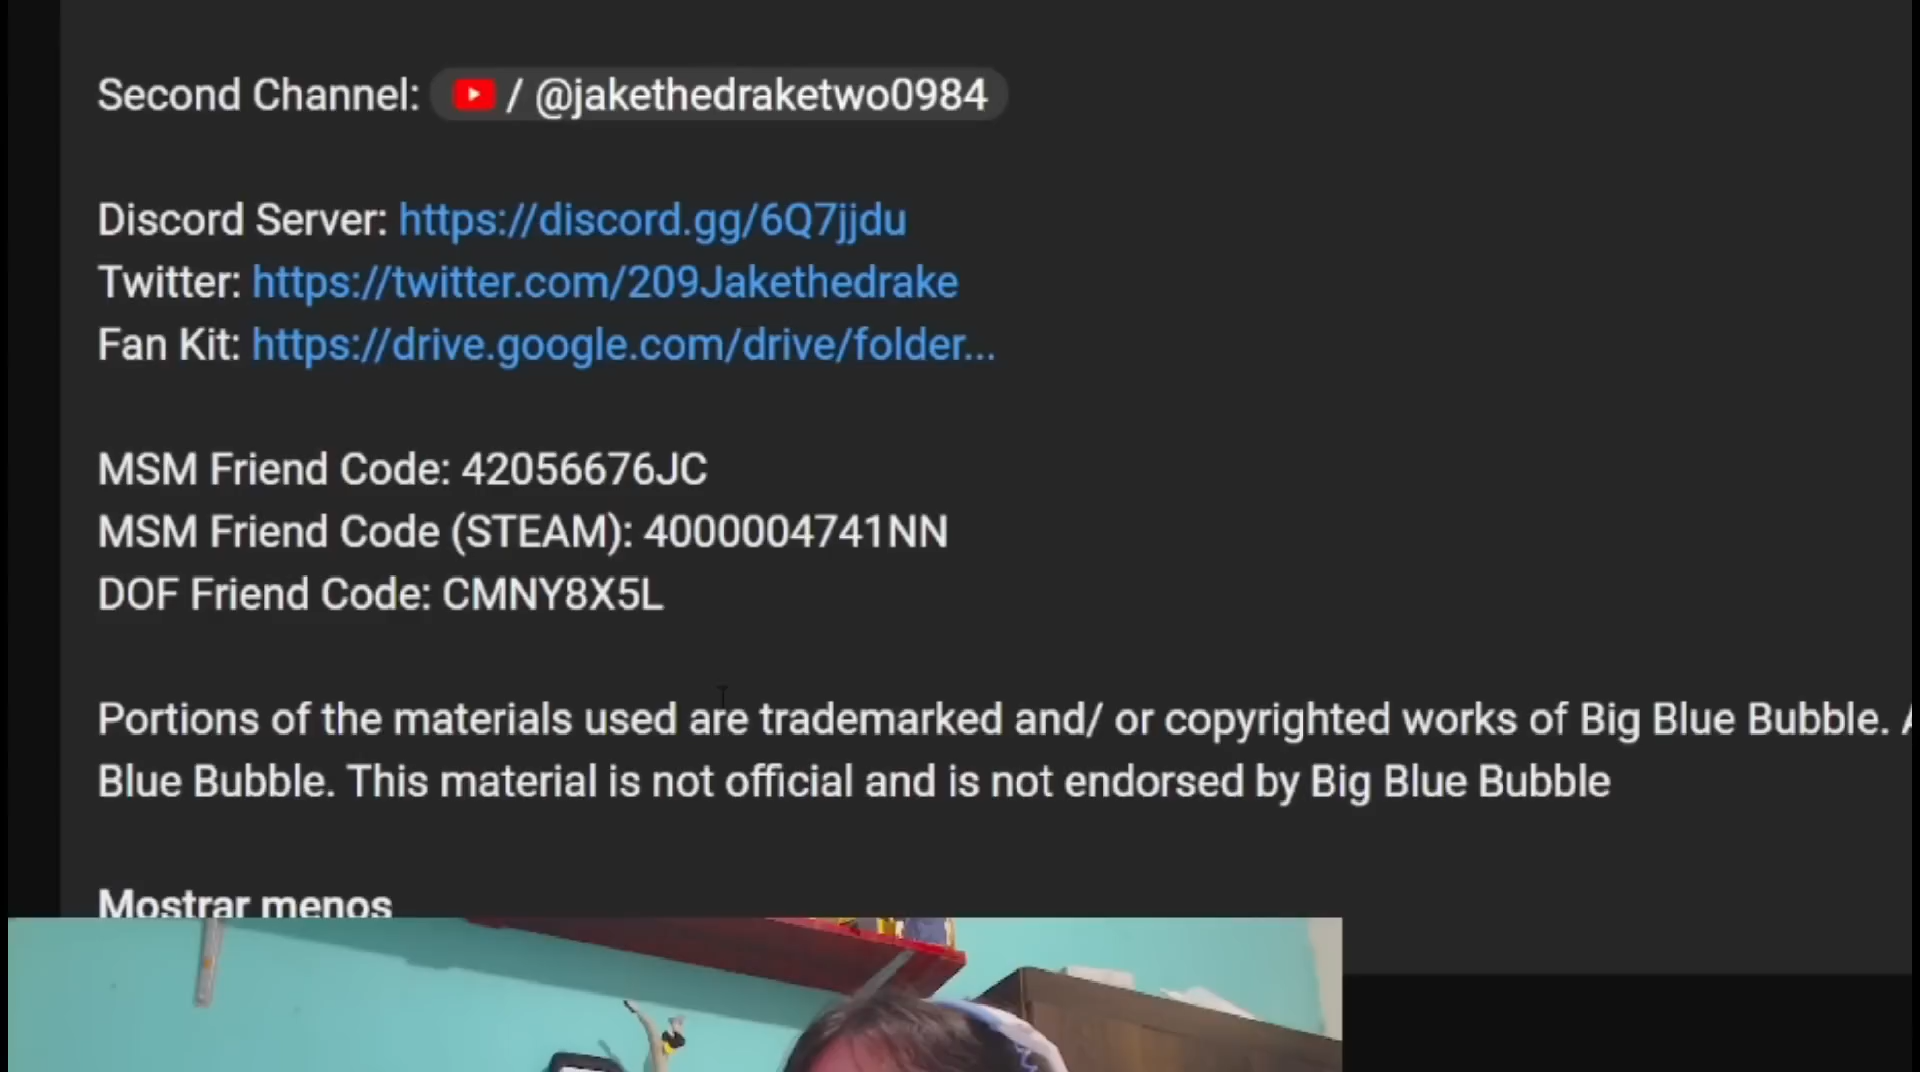 Second Channel: / @jakethedraketwo0984
Discord Server: https://discord.gg/6Q7jjdu
Twitter: https://twitter.com/209Jakethedrake
Fan Kit: https://drive.google.com/drive/folder...
MSM Friend Code: 42056676JC
MSM Friend Code (STEAM): 4000004741NN
DOF Friend Code: CMNY8X5L
Portions of the materials used are trademarked and/ or copyrighted works of Big Blue Bubble.
Blue Bubble. This material is not official and is not endorsed by Big Blue Bubble
Mostrar menos